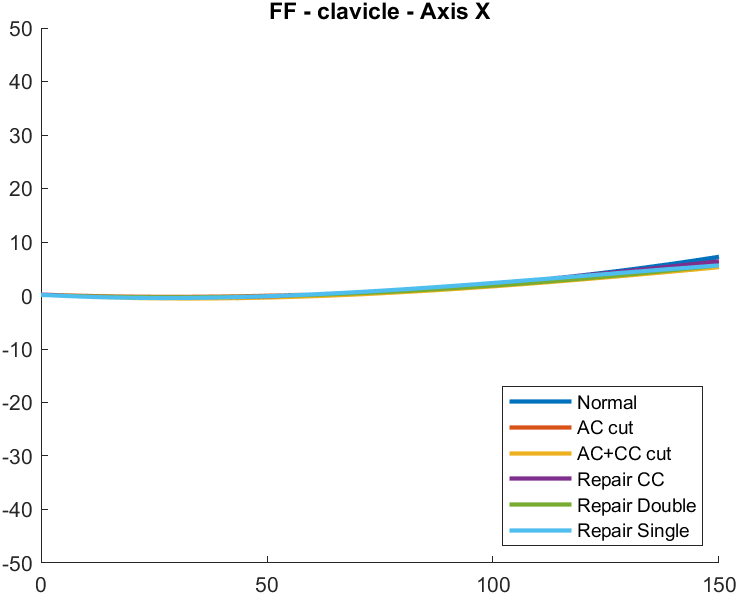 FF - clavicle - Axis X
50
40
30
20
10
0
-10
-20
-30
-40
-50
0
50
100
150
Normal
AC cut
AC+CC cut
Repair CC
Repair Double
Repair Single